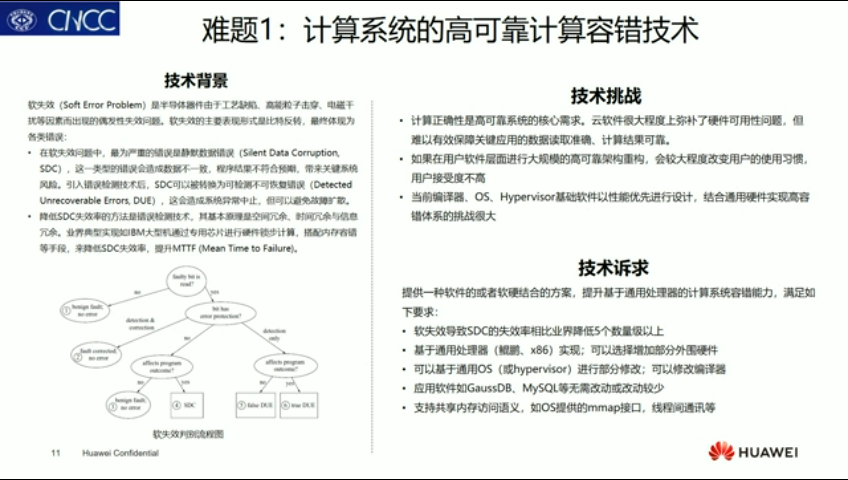 CNCC
难题1：计算系统的高可靠计算容错技术
技术背景
软失效（Soft Error Problem）是半导体器件由于工艺缺陷、高能粒子击穿、电磁干
扰等因素而出现的偶发性失效问题。软失效的主要表现形式是比特反转，最终体现为
各类错误：
• 在软失效问题中，最为严重的错误是静默数据错误（Silent Data Corruption,
SDC），这一类型的错误会造成数据不一致，程序结果不符合预期，带来关键系统
风险。引入错误检测技术后，SDC可以被转换为可检测不可恢复错误（Detected
Unrecoverable Errors, DUE），这会造成系统异常中止，但可以避免故障扩散。
• 降低SDC失效率的方法是错误检测技术，其基本原理是空间冗余、时间冗余与信息
冗余。业界典型实现如IBM大型机通过专用芯片进行硬件锁步计算，搭配内存容错
等手段，来降低SDC失效率，提升MTTF (Mean Time to Failure)。
faulty bit is
read?
no
yes
① benign fault;
no error
bit has
error protection?
detection &
correction
no
detection
only
② fault corrected;
no error
affects program
outcome?
affects program
outcome?
no
yes
no
yes
③ benign fault;
no error
④ SDC
⑤ false DUE
⑥ true DUE
软失效判别流程图
技术挑战
• 计算正确性是高可靠系统的核心需求。云软件很大程度上弥补了硬件可用性问题，但
难以有效保障关键应用的数据读取准确、计算结果可靠。
• 如果在用户软件层面进行大规模的高可靠架构重构，会较大程度改变用户的使用习惯，
用户接受度不高
• 当前编译器、OS、Hypervisor基础软件以性能优先进行设计，结合通用硬件实现高容
错体系的挑战很大
技术诉求
提供一种软件的或者软硬结合的方案，提升基于通用处理器的计算系统容错能力，满足如
下要求：
• 软失效导致SDC的失效率相比业界降低5个数量级以上
• 基于通用处理器（鲲鹏、x86）实现；可以选择增加部分外围硬件
• 可以基于通用OS（或hypervisor）进行部分修改；可以修改编译器
• 应用软件如GaussDB、MySQL等无需改动或改动较少
• 支持共享内存访问语义，如OS提供的mmap接口，线程间通讯等
11 Huawei Confidential
HUAWEI